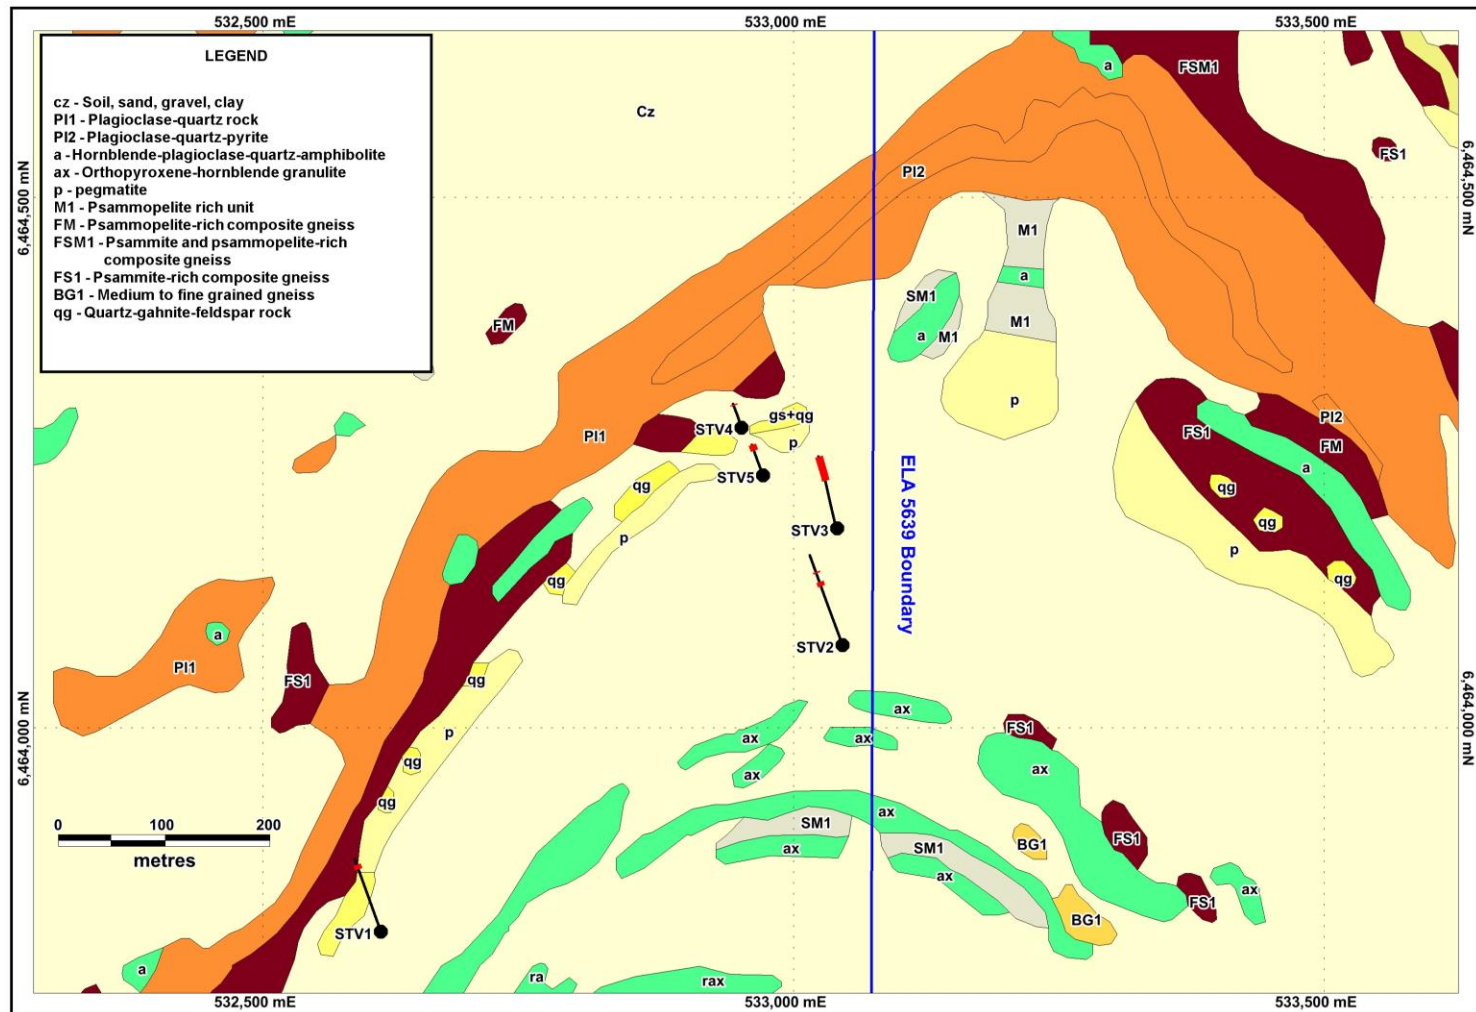 532,500 mE
533,000 mE
533,500 mE
LEGEND
cz - Soil, sand, gravel, clay
PI1 - Plagioclase-quartz rock
PI2 - Plagioclase-quartz-pyrite
a - Hornblende-plagioclase-quartz-amphibolite
ax - Orthopyroxene-hornblende granulite
p - pegmatite
M1 - Psammopelite rich unit
FM - Psammopelite-rich composite gneiss
FSM1 - Psammite and psammopelite-rich
composite gneiss
FS1 - Psammite-rich composite gneiss
BG1 - Medium to fine grained gneiss
qg - Quartz-gahnite-feldspar rock
a
FSM1
Cz
FS1
PI2
6,464,500 mN
6,464,500 mN
M1
a
SM1
M1
a
M1
FM
p
gs+qg
PI2
STV4
PI1
p
FS1
FM
a
STV5
qg
qg
qg
STV3
p
p
qg
qg
ELA 5639 Boundary
a
STV2
PI1
FS1
qg
p
ax
6,464,000 mN
6,464,000 mN
FS1
ax
ax
qg
ax
ax
qg
ax
0 100 200
metres
SM1
ax
SM1
BG1
FS1
ax
ax
FS1
BG1
STV1
a
ra
rax
532,500 mE
533,000 mE
533,500 mE